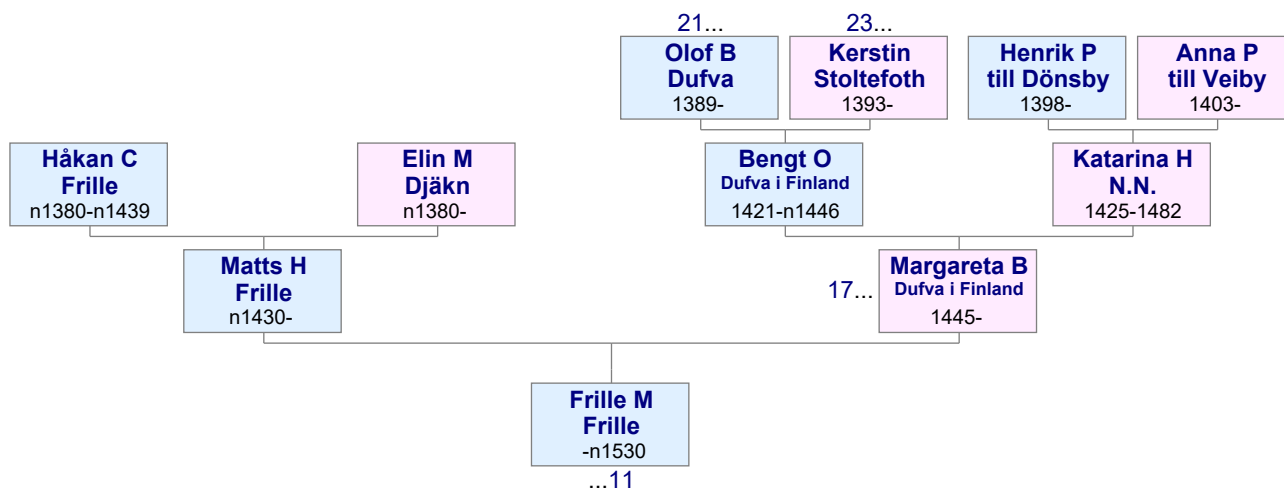 21...
23...
Olof B
Dufva
1389-
Kerstin
Stoltefoth
1393-
Henrik P
till Dönsby
1398-
Anna P
till Veiby
1403-
Håkan C
Frille
n1380-n1439
Elin M
Djäkn
n1380-
Bengt O
Dufva i Finland
1421-n1446
Katarina H
N.N.
1425-1482
Matts H
Frille
n1430-
17...
Margareta B
Dufva i Finland
1445-
Frille M
Frille
-n1530
...11